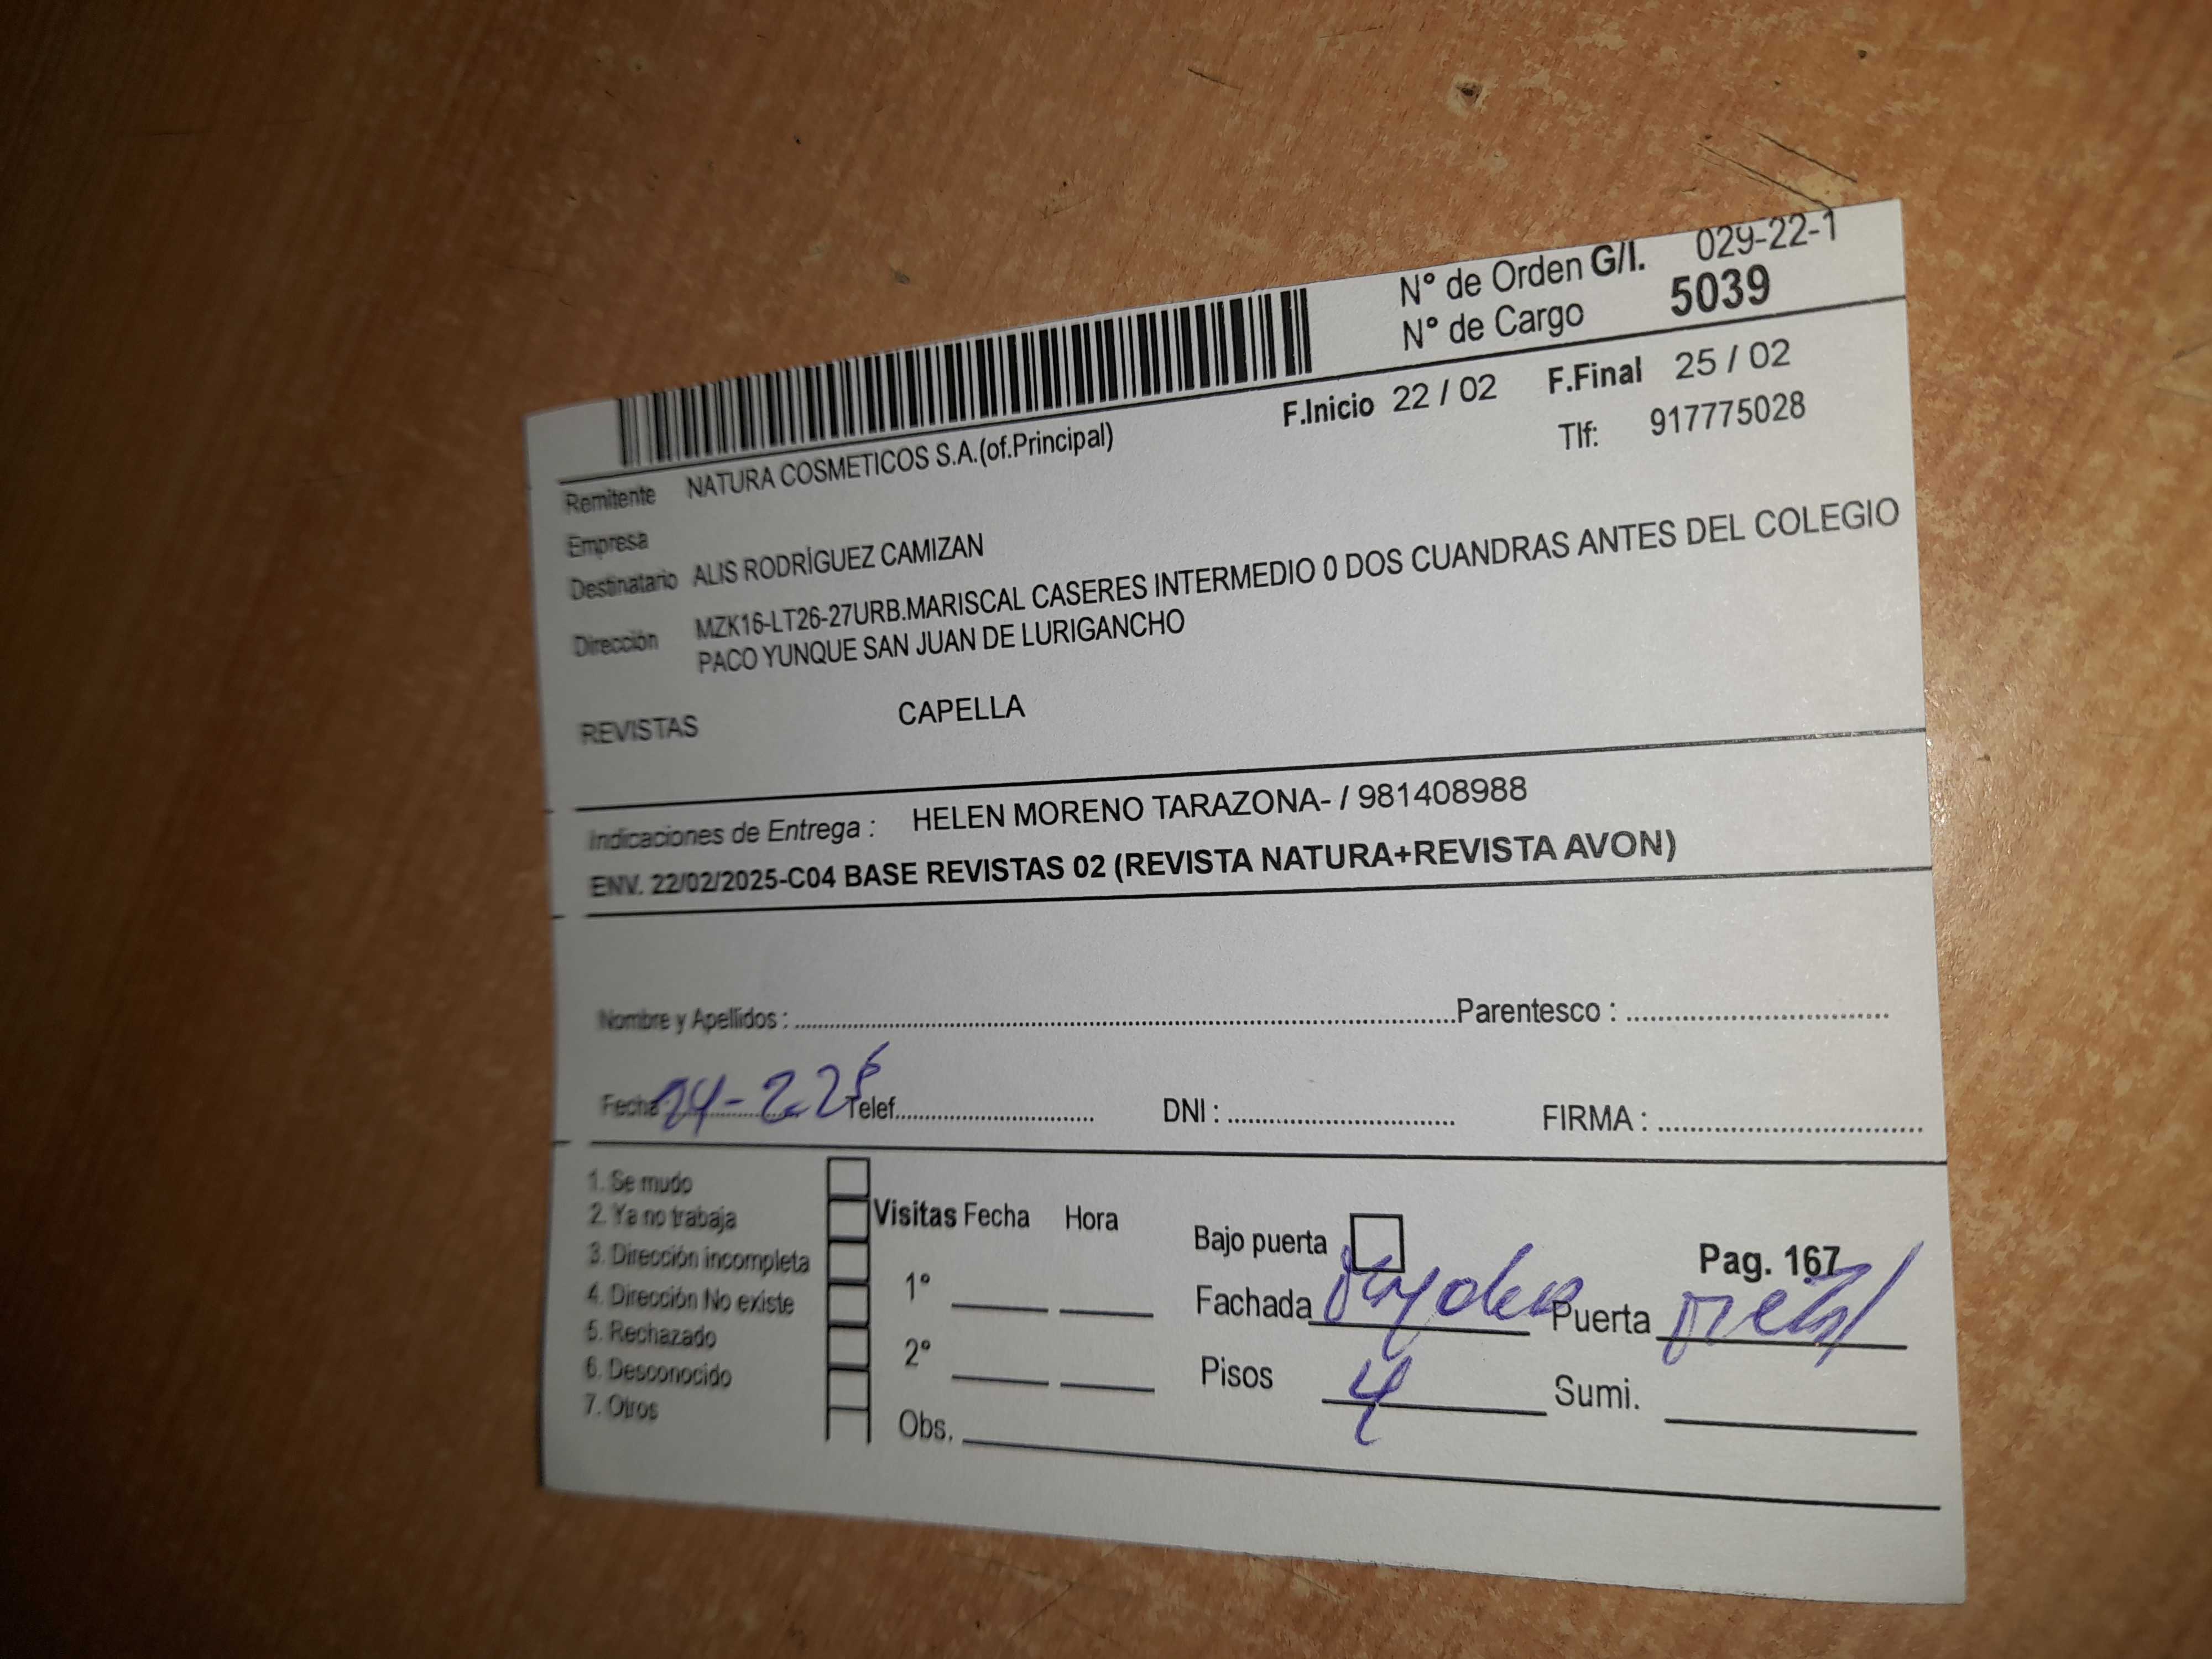 N° de Orden G/I. 029-22-1
N° de Cargo 5039
F.Inicio 22 / 02 F.Final 25 / 02
Remitente NATURA COSMETICOS S.A.(of.Principal) Tlf: 917775028
Empresa
Destinatario ALIS RODRÍGUEZ CAMIZAN
Dirección MZK16-LT26-27URB.MARISCAL CASERES INTERMEDIO 0 DOS CUANDRAS ANTES DEL COLEGIO
PACO YUNQUE SAN JUAN DE LURIGANCHO
REVISTAS CAPELLA
Indicaciones de Entrega : HELEN MORENO TARAZONA- / 981408988
ENV. 22/02/2025-C04 BASE REVISTAS 02 (REVISTA NATURA+REVISTA AVON)
Nombre y Apellidos : Parentesco :
Fecha Telef. DNI : FIRMA :
1. Se mudo
2. Ya no trabaja
3. Dirección incompleta
4. Dirección No existe
5. Rechazado
6. Desconocido
7. Otros
Visitas Fecha Hora
1°
2°
Obs.
Bajo puerta Pag. 167
Fachada Puerta
Pisos 4 Sumi.